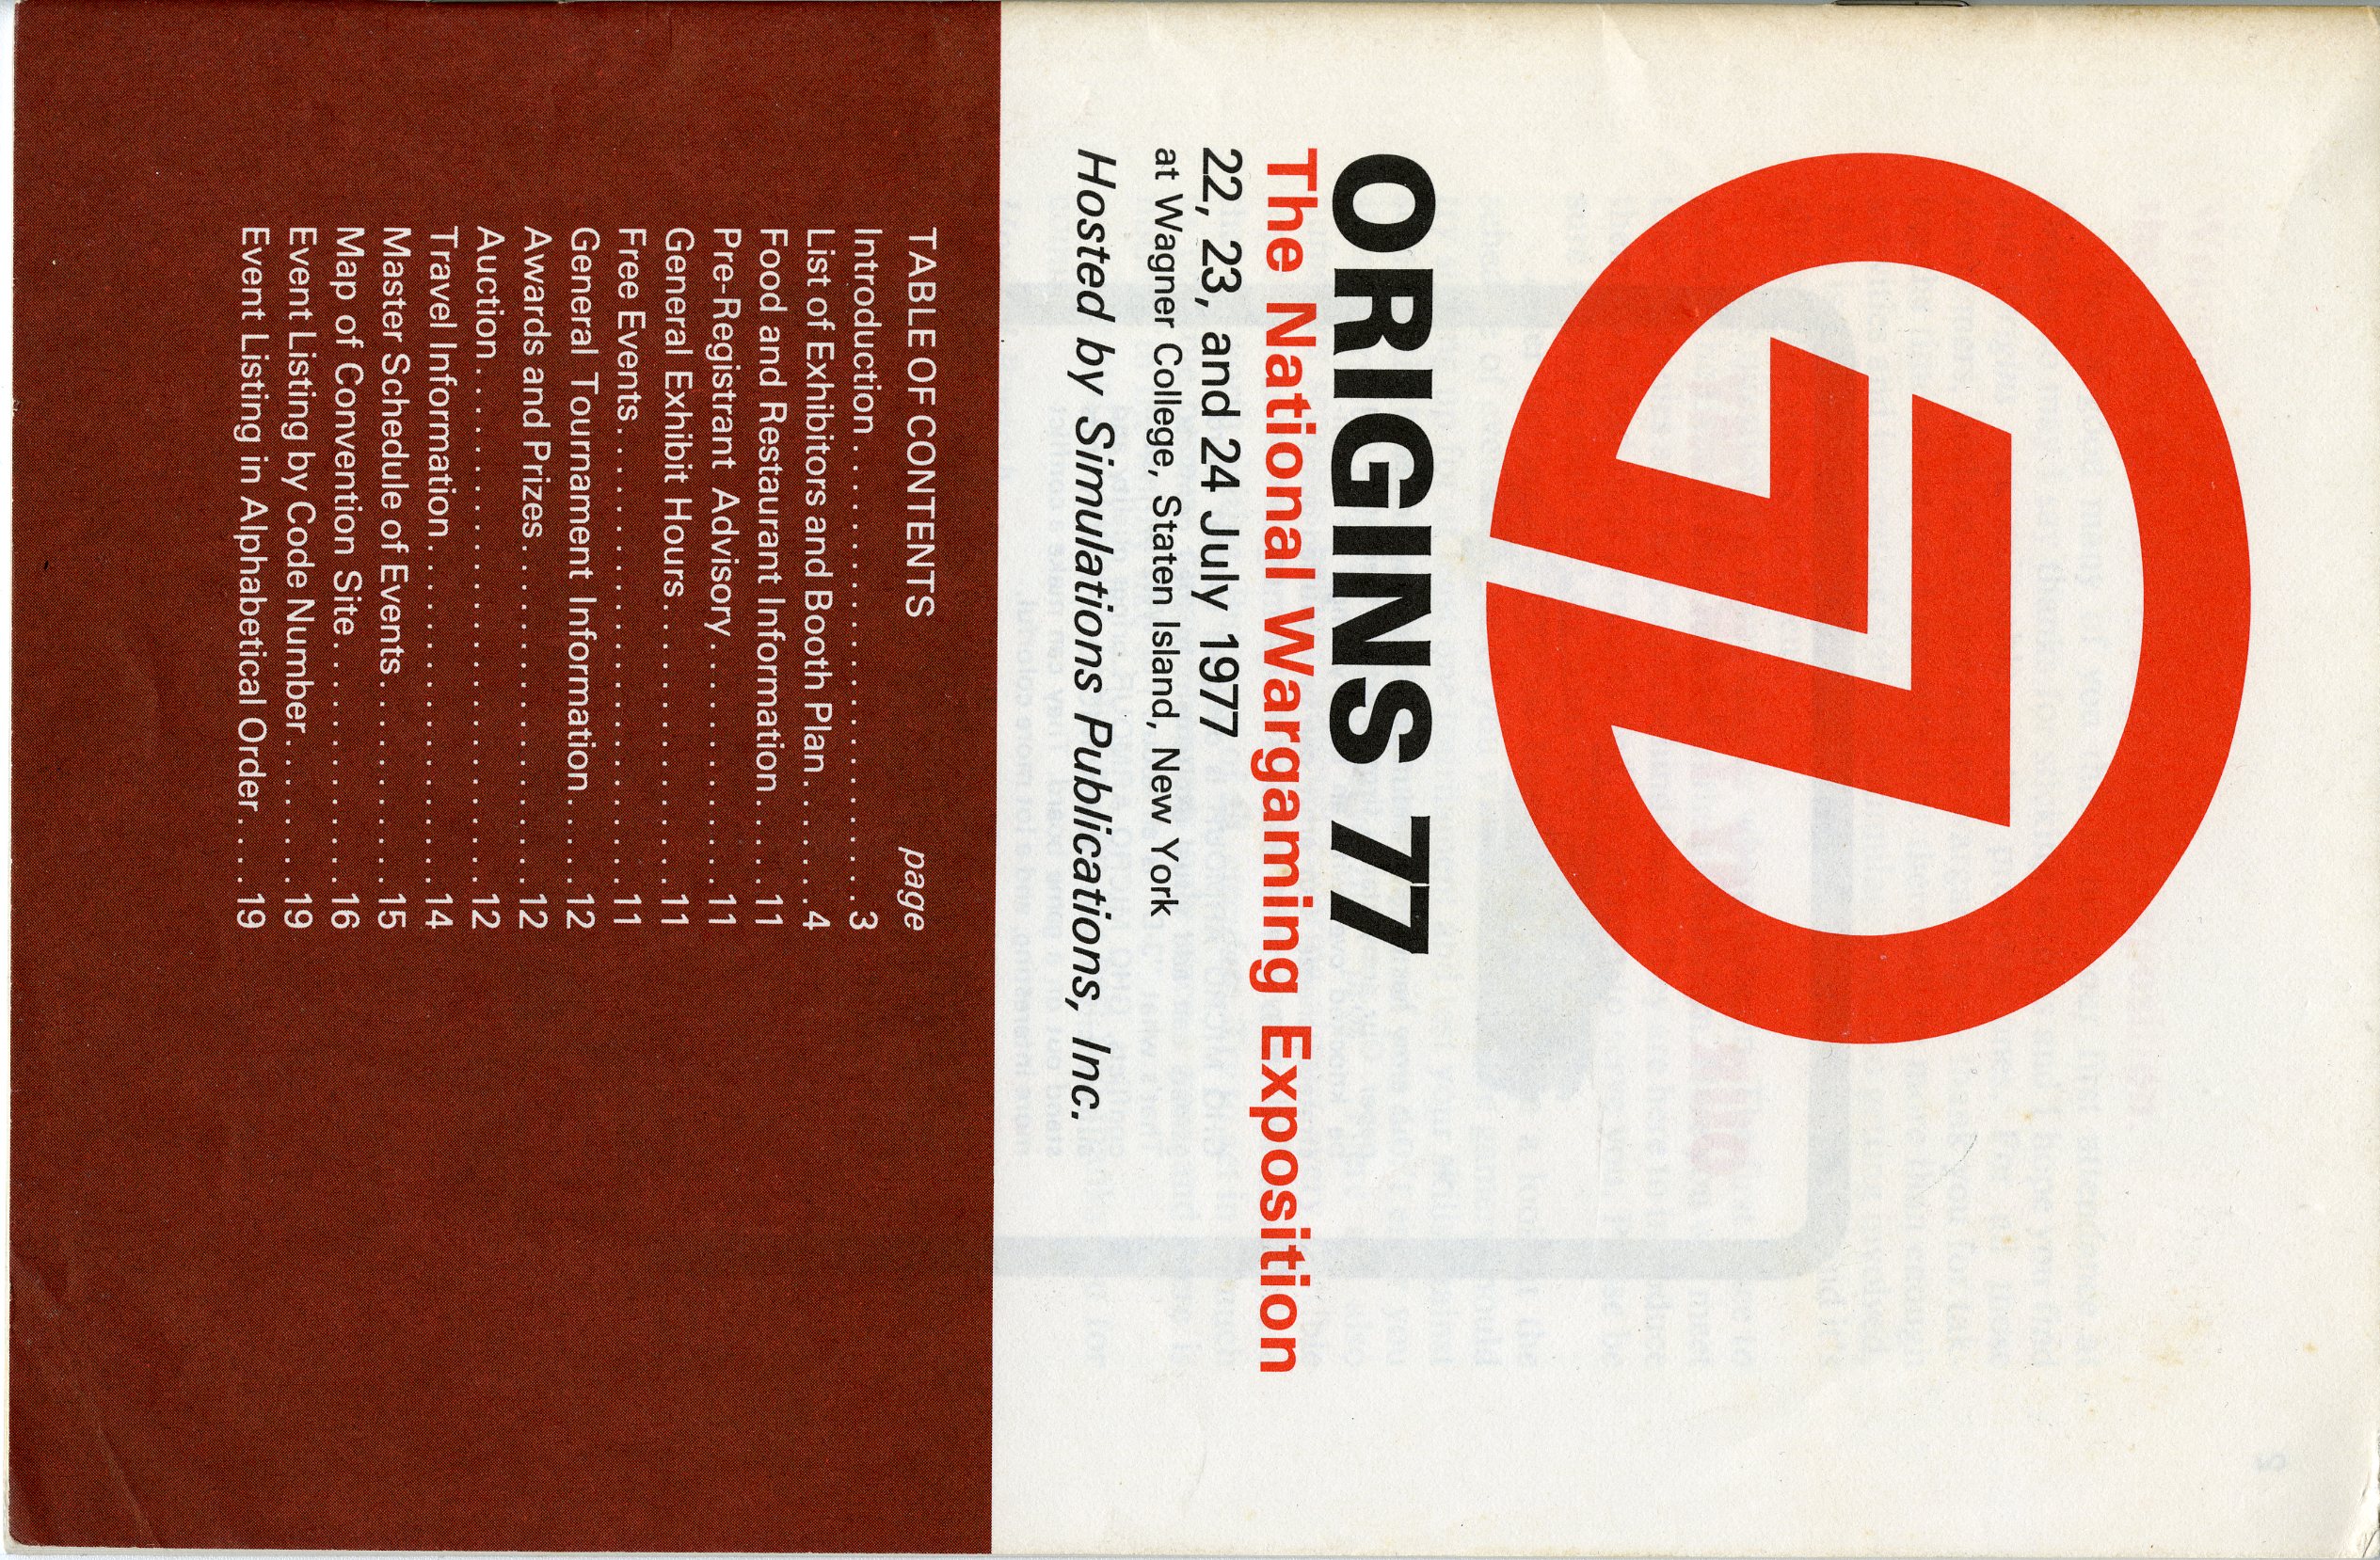 ORIGINS 77
The National Wargaming Exposition
22, 23, and 24 July 1977
at Wagner College, Staten Island, New York
Hosted by Simulations Publications, Inc.
TABLE OF CONTENTS page
Introduction . . . . . . . . . . . . . . . . . . . . . . . . . . . . 3
List of Exhibitors and Booth Plan . . . . . . . 4
Food and Restaurant Information . . . . . 11
Pre-Registrant Advisory . . . . . . . . . . . . . 11
General Exhibit Hours . . . . . . . . . . . . . . . 11
Free Events . . . . . . . . . . . . . . . . . . . . . . . . . . 11
General Tournament Information . . . . . 12
Awards and Prizes . . . . . . . . . . . . . . . . . . . 12
Auction . . . . . . . . . . . . . . . . . . . . . . . . . . . . . 12
Travel Information . . . . . . . . . . . . . . . . . . . 14
Master Schedule of Events . . . . . . . . . . . 15
Map of Convention Site . . . . . . . . . . . . . 16
Event Listing by Code Number . . . . . . . . 19
Event Listing in Alphabetical Order . . . . 19